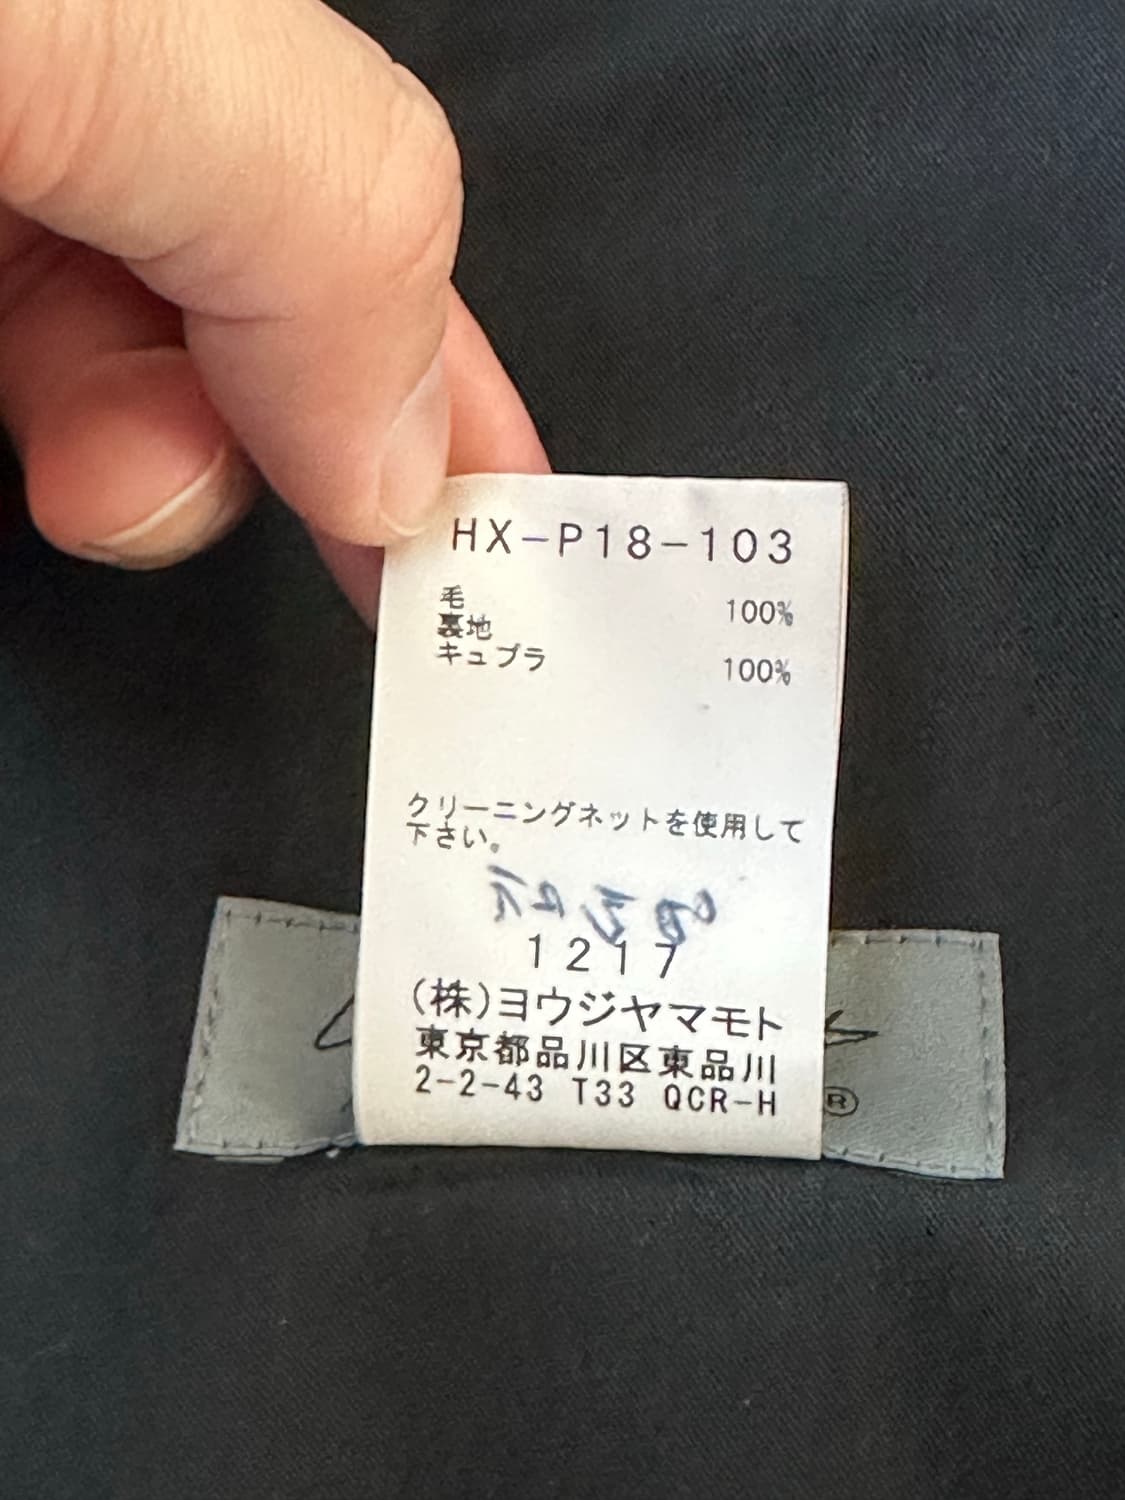 HX-P18-103
毛 100%
裏地
キュプラ 100%
クリーニングネットを使用して
下さい。
1217
(株)ヨウジヤマモト
東京都品川区東品川
2-2-43 T33 QCR-H
®